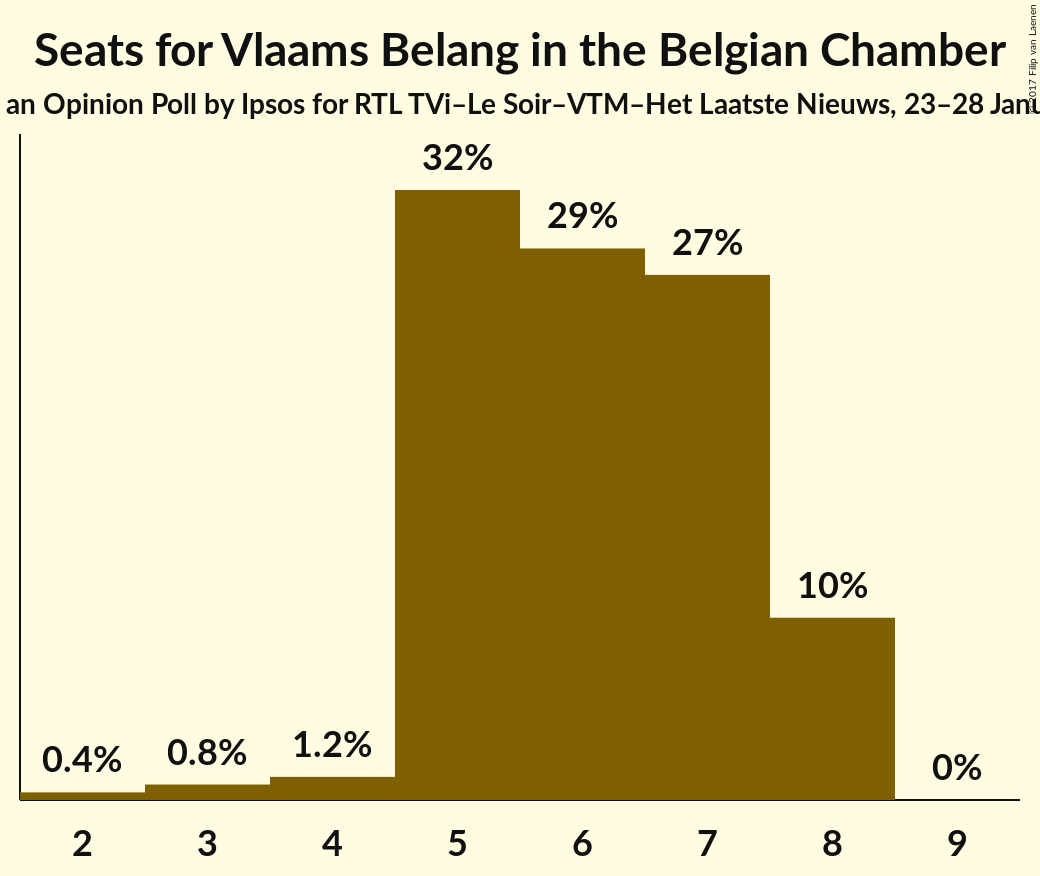 Seats for Vlaams Belang in the Belgian Chamber
an Opinion Poll by Ipsos for RTL TVi–Le Soir–VTM–Het Laatste Nieuws, 23–28 Janu
© 2017 Filip van Laenen
32%
29%
27%
10%
1.2%
0.8%
0.4%
0%
2 3 4 5 6 7 8 9